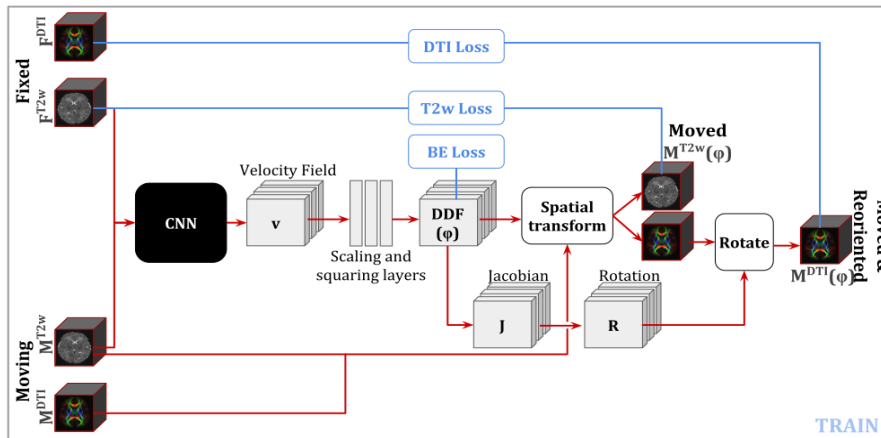 Fixed
F^DTI
F^T2w
DTI Loss
T2w Loss
BE Loss
Moved
M^T2w(φ)
Velocity Field
CNN
v
Scaling and
squaring layers
DDF
(φ)
Spatial
transform
Rotate
Reoriented
M^DTI(φ)
Jacobian
J
Rotation
R
Moving
M^T2w
M^DTI
TRAIN